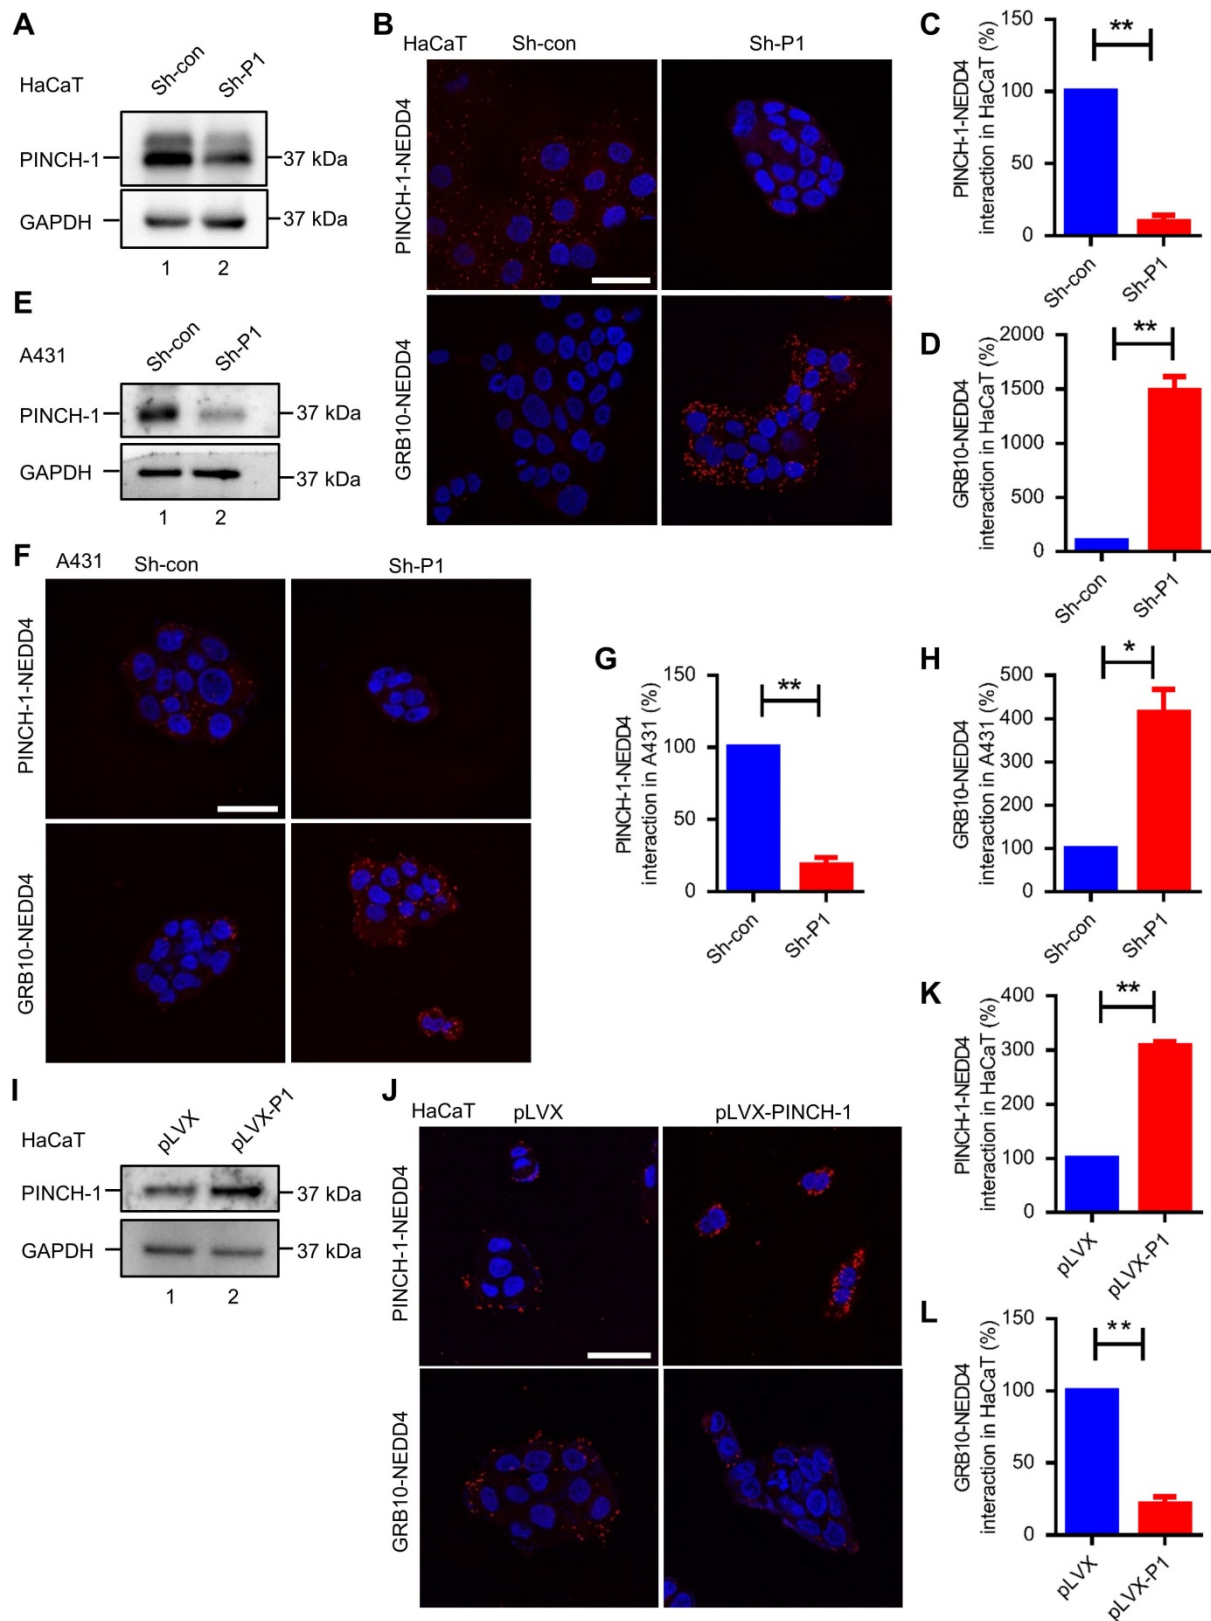 A
HaCaT
Sh-con
Sh-P1
PINCH-1
37 kDa
GAPDH
37 kDa
1
2
B
HaCaT
Sh-con
Sh-P1
PINCH-1-NEDD4
GRB10-NEDD4
C
PINCH-1-NEDD4
interaction in HaCaT (%)
150
100
50
0
**
Sh-con
Sh-P1
D
GRB10-NEDD4
interaction in HaCaT (%)
2000
1500
1000
500
0
**
Sh-con
Sh-P1
E
A431
Sh-con
Sh-P1
PINCH-1
37 kDa
GAPDH
37 kDa
1
2
F
A431
Sh-con
Sh-P1
PINCH-1-NEDD4
GRB10-NEDD4
G
PINCH-1-NEDD4
interaction in A431 (%)
150
100
50
0
**
Sh-con
Sh-P1
H
GRB10-NEDD4
interaction in A431 (%)
500
400
300
200
100
0
*
Sh-con
Sh-P1
I
HaCaT
pLVX
pLVX-P1
PINCH-1
37 kDa
GAPDH
37 kDa
1
2
J
HaCaT
pLVX
pLVX-PINCH-1
PINCH-1-NEDD4
GRB10-NEDD4
K
PINCH-1-NEDD4
interaction in HaCaT (%)
400
300
200
100
0
**
pLVX
pLVX-P1
L
GRB10-NEDD4
interaction in HaCaT (%)
150
100
50
0
**
pLVX
pLVX-P1